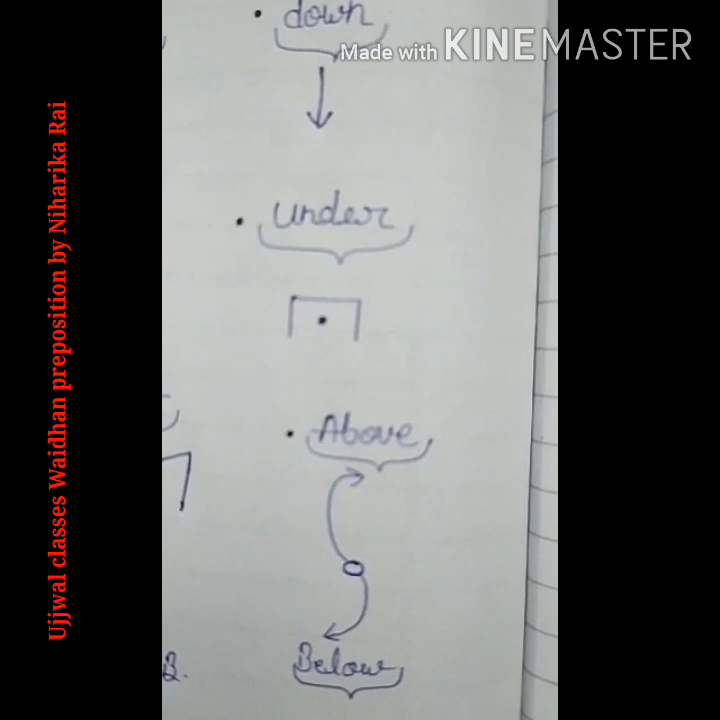 down
Made with KINEMASTER
Ujjwal classes Waidhan preposition by Niharika Rai
under
Above
Below
B.